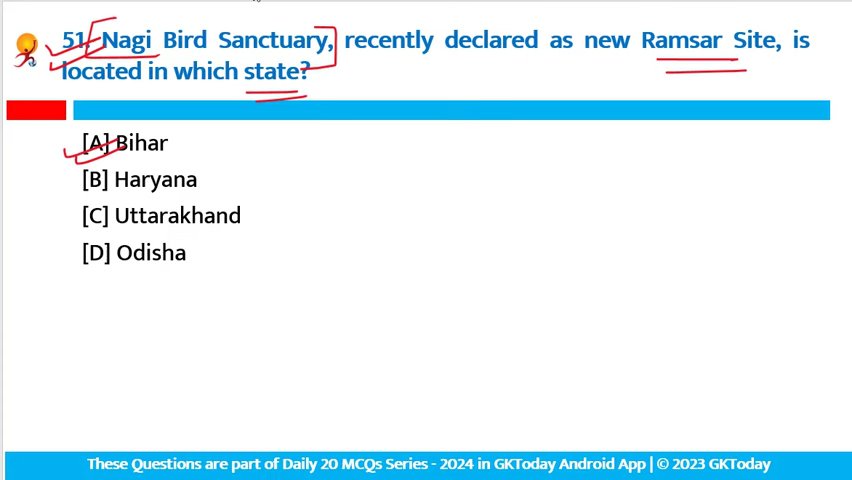 51. Nagi Bird Sanctuary, recently declared as new Ramsar Site, is
located in which state?
[A] Bihar
[B] Haryana
[C] Uttarakhand
[D] Odisha
These Questions are part of Daily 20 MCQs Series - 2024 in GKToday Android App | © 2023 GKToday